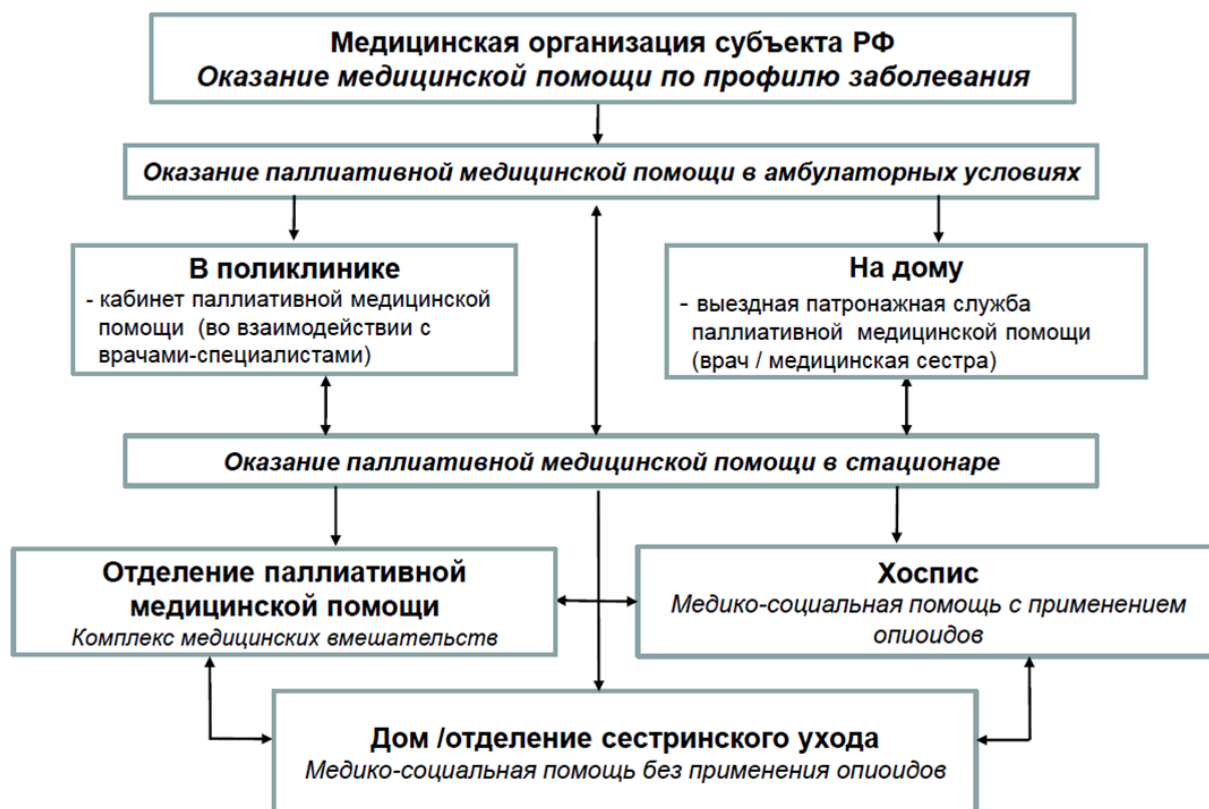 Медицинская организация субъекта РФ
Оказание медицинской помощи по профилю заболевания
Оказание паллиативной медицинской помощи в амбулаторных условиях
В поликлинике
- кабинет паллиативной медицинской
помощи (во взаимодействии с
врачами-специалистами)
На дому
- выездная патронажная служба
паллиативной медицинской помощи
(врач / медицинская сестра)
Оказание паллиативной медицинской помощи в стационаре
Отделение паллиативной
медицинской помощи
Комплекс медицинских вмешательств
Хоспис
Медико-социальная помощь с применением
опиоидов
Дом /отделение сестринского ухода
Медико-социальная помощь без применения опиоидов